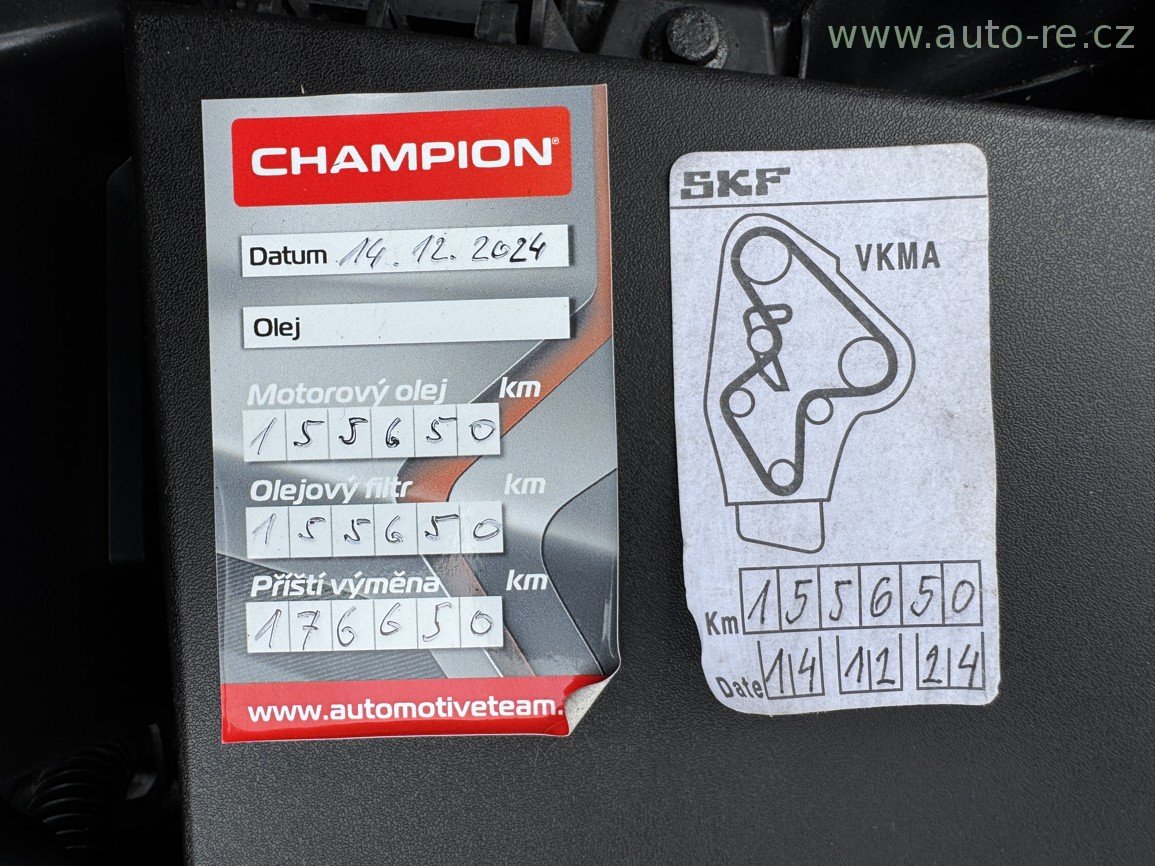 www.auto-re.cz
CHAMPION®
Datum 14.12.2024
Olej
Motorový olej km
155650
Olejový filtr km
155650
Příští výměna km
176650
www.automotiveteam.
SKF
VKMA
Km 155650
Date 14 12 24